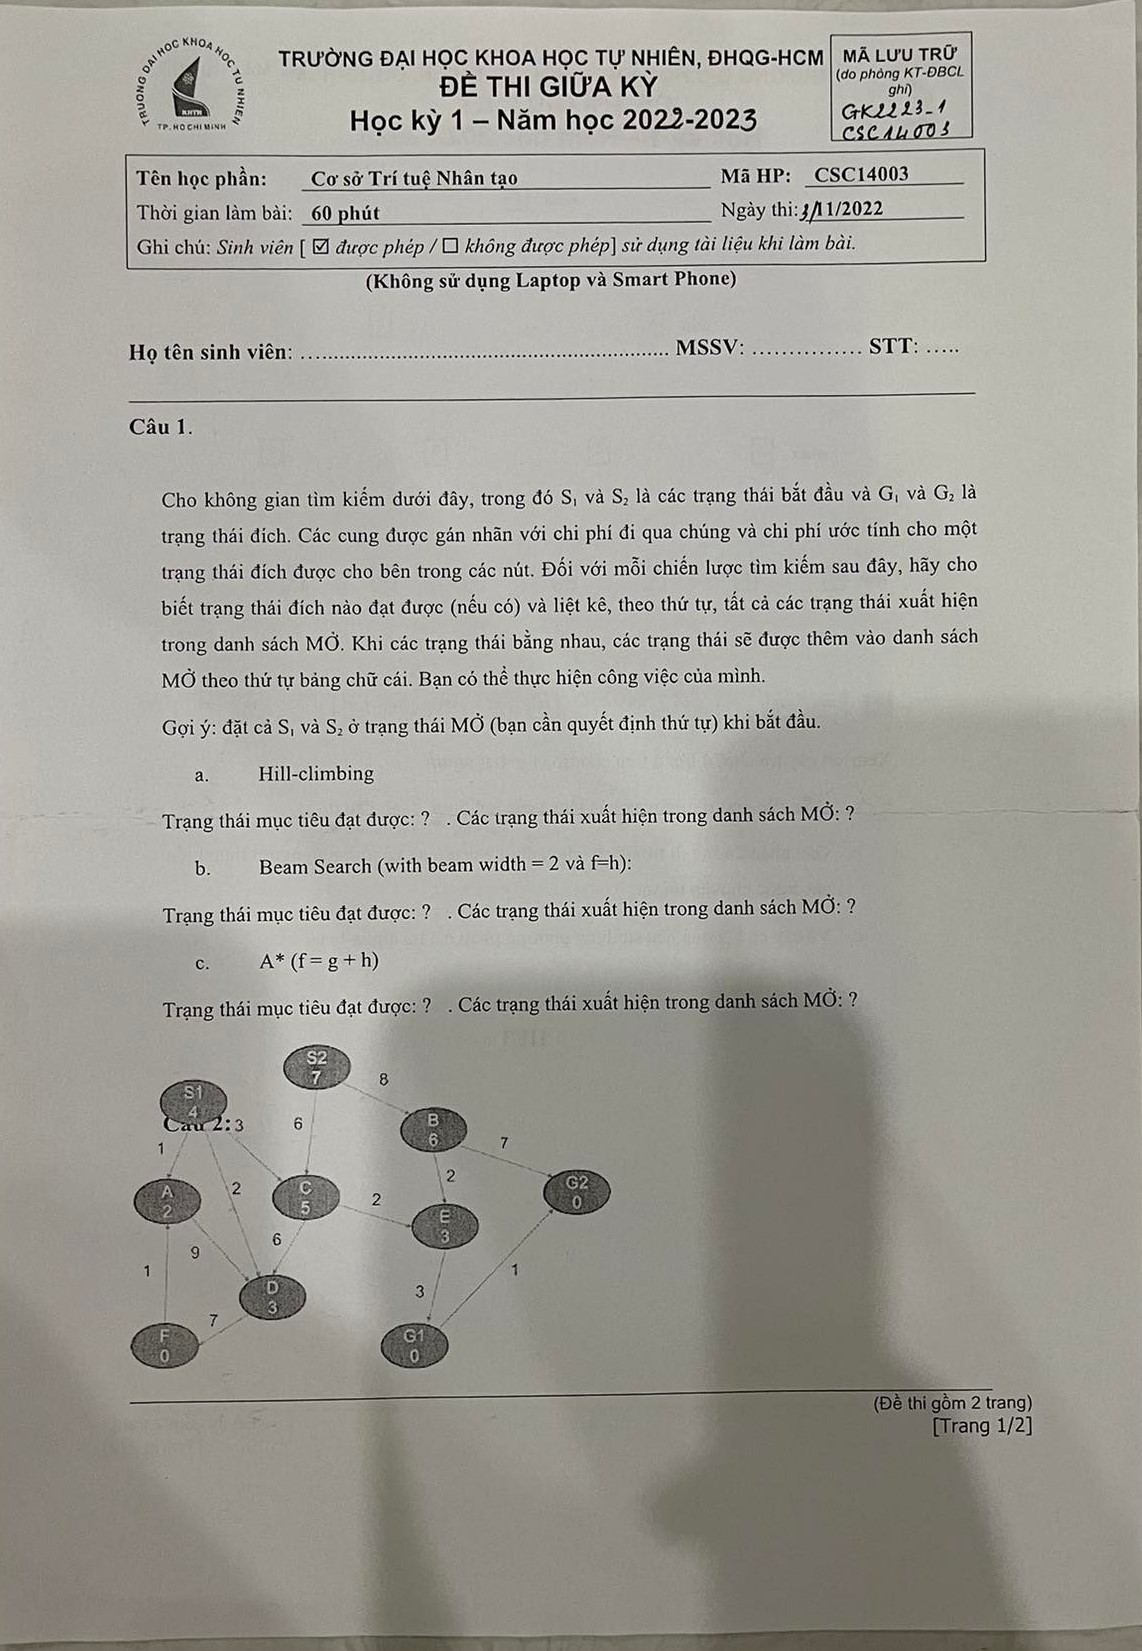 TRƯỜNG ĐẠI HỌC KHOA HỌC TỰ NHIÊN
KHTN
TP. HO CHI MINH
TRƯỜNG ĐẠI HỌC KHOA HỌC TỰ NHIÊN, ĐHQG-HCM
ĐỀ THI GIỮA KỲ
Học kỳ 1 – Năm học 2022-2023
MÃ LƯU TRỮ
(do phòng KT-ĐBCL
ghi)
GK2223-1
CSC14003
Tên học phần: Cơ sở Trí tuệ Nhân tạo Mã HP: CSC14003
Thời gian làm bài: 60 phút Ngày thi: 3/11/2022
Ghi chú: Sinh viên [ ☑ được phép / ☐ không được phép] sử dụng tài liệu khi làm bài.
(Không sử dụng Laptop và Smart Phone)
Họ tên sinh viên: .................................................................... MSSV: ............... STT: .....
Câu 1.
Cho không gian tìm kiếm dưới đây, trong đó S₁ và S₂ là các trạng thái bắt đầu và G₁ và G₂ là
trạng thái đích. Các cung được gán nhãn với chi phí đi qua chúng và chi phí ước tính cho một
trạng thái đích được cho bên trong các nút. Đối với mỗi chiến lược tìm kiếm sau đây, hãy cho
biết trạng thái đích nào đạt được (nếu có) và liệt kê, theo thứ tự, tất cả các trạng thái xuất hiện
trong danh sách MỞ. Khi các trạng thái bằng nhau, các trạng thái sẽ được thêm vào danh sách
MỞ theo thứ tự bảng chữ cái. Bạn có thể thực hiện công việc của mình.
Gợi ý: đặt cả S₁ và S₂ ở trạng thái MỞ (bạn cần quyết định thứ tự) khi bắt đầu.
a. Hill-climbing
Trạng thái mục tiêu đạt được: ? . Các trạng thái xuất hiện trong danh sách MỞ: ?
b. Beam Search (with beam width = 2 và f=h):
Trạng thái mục tiêu đạt được: ? . Các trạng thái xuất hiện trong danh sách MỞ: ?
c. A* (f = g + h)
Trạng thái mục tiêu đạt được: ? . Các trạng thái xuất hiện trong danh sách MỞ: ?
S2
7
8
S1
4
Câu 2: 3
6
B
6
1
7
A
2
2
C
5
2
2
G2
0
E
3
9
6
1
1
D
3
3
7
F
0
G1
0
(Đề thi gồm 2 trang)
[Trang 1/2]